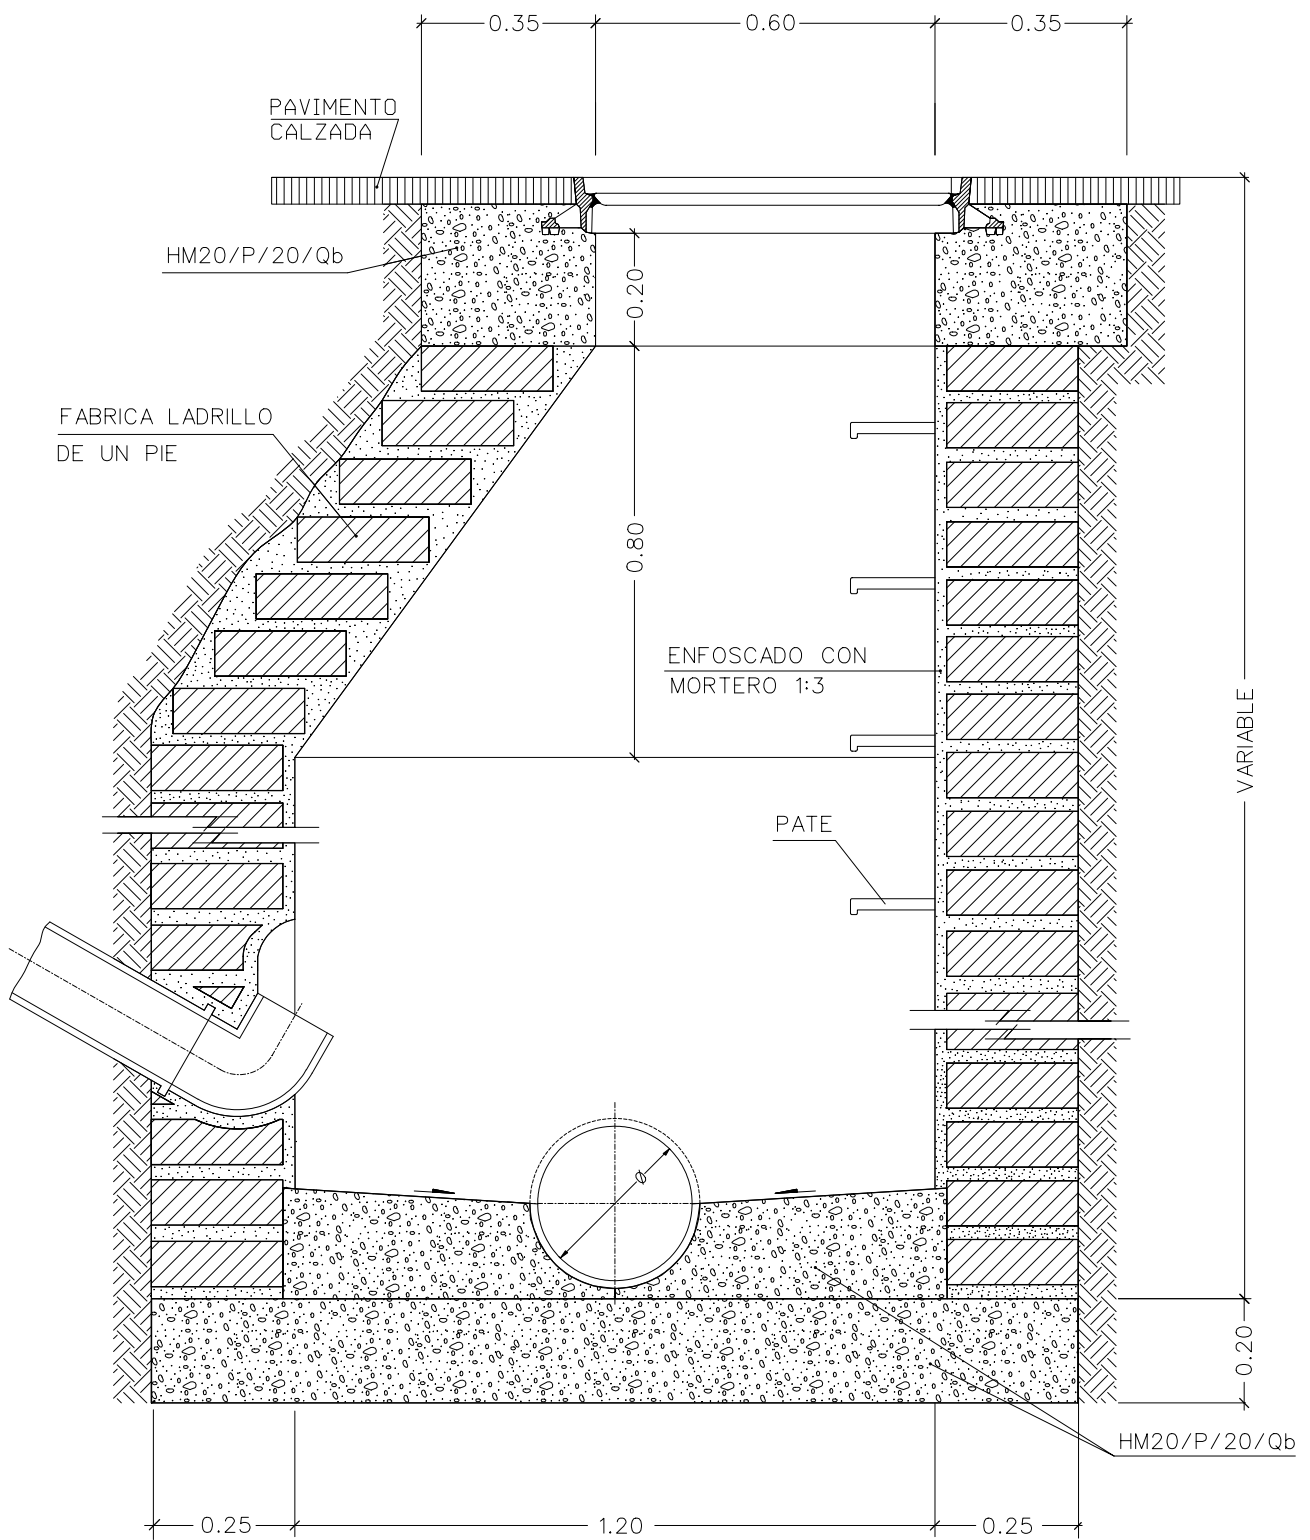 0.35
0.60
0.35
PAVIMENTO
CALZADA
HM20/P/20/Qb
0.20
FABRICA LADRILLO
DE UN PIE
0.80
ENFOSCADO CON
MORTERO 1:3
VARIABLE
PATE
Ø
0.20
HM20/P/20/Qb
0.25
1.20
0.25